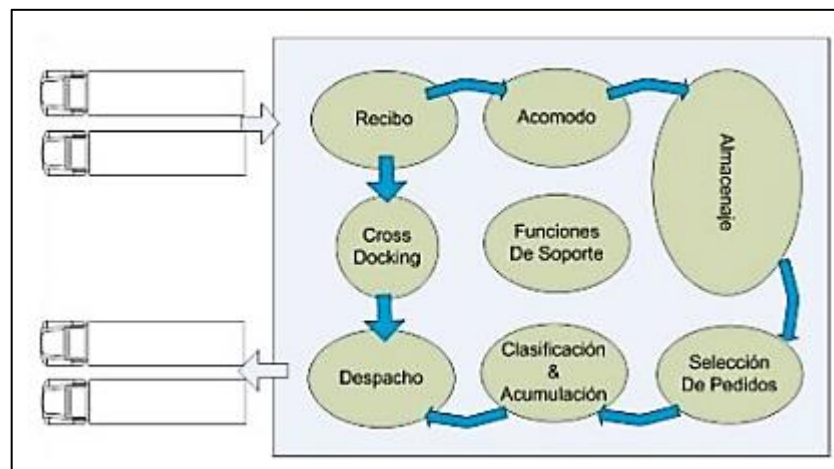 Recibo
Acomodo
Almacenaje
Cross
Docking
Funciones
De Soporte
Despacho
Clasificación
&
Acumulación
Selección
De Pedidos